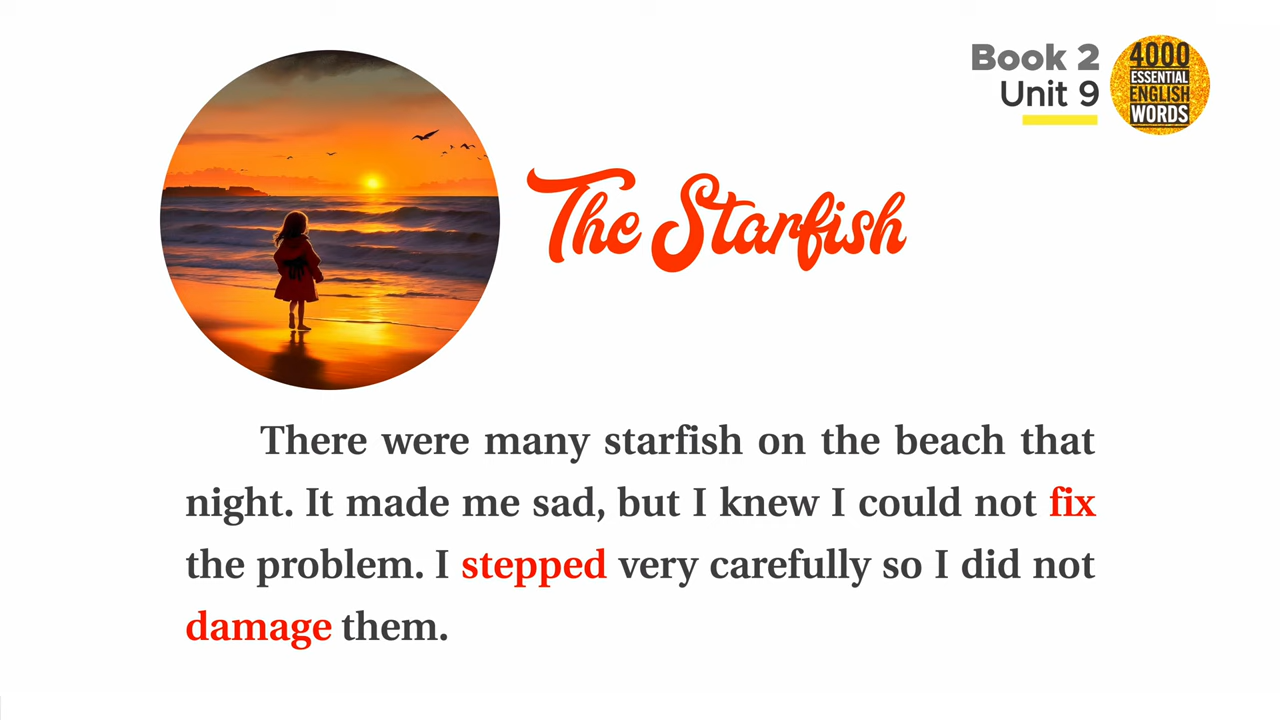 Book 2
Unit 9
4000
ESSENTIAL
ENGLISH
WORDS
The Starfish
There were many starfish on the beach that
night. It made me sad, but I knew I could not fix
the problem. I stepped very carefully so I did not
damage them.